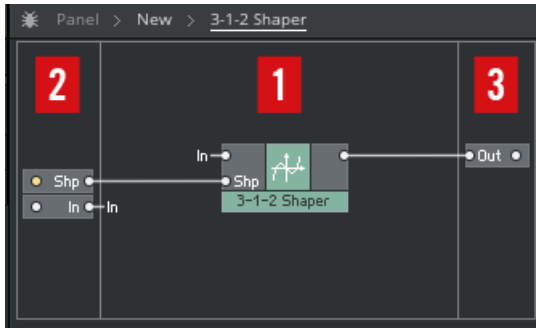 Panel > New > 3-1-2 Shaper
2 1 3
In Out
Shp Shp
In In 3-1-2 Shaper